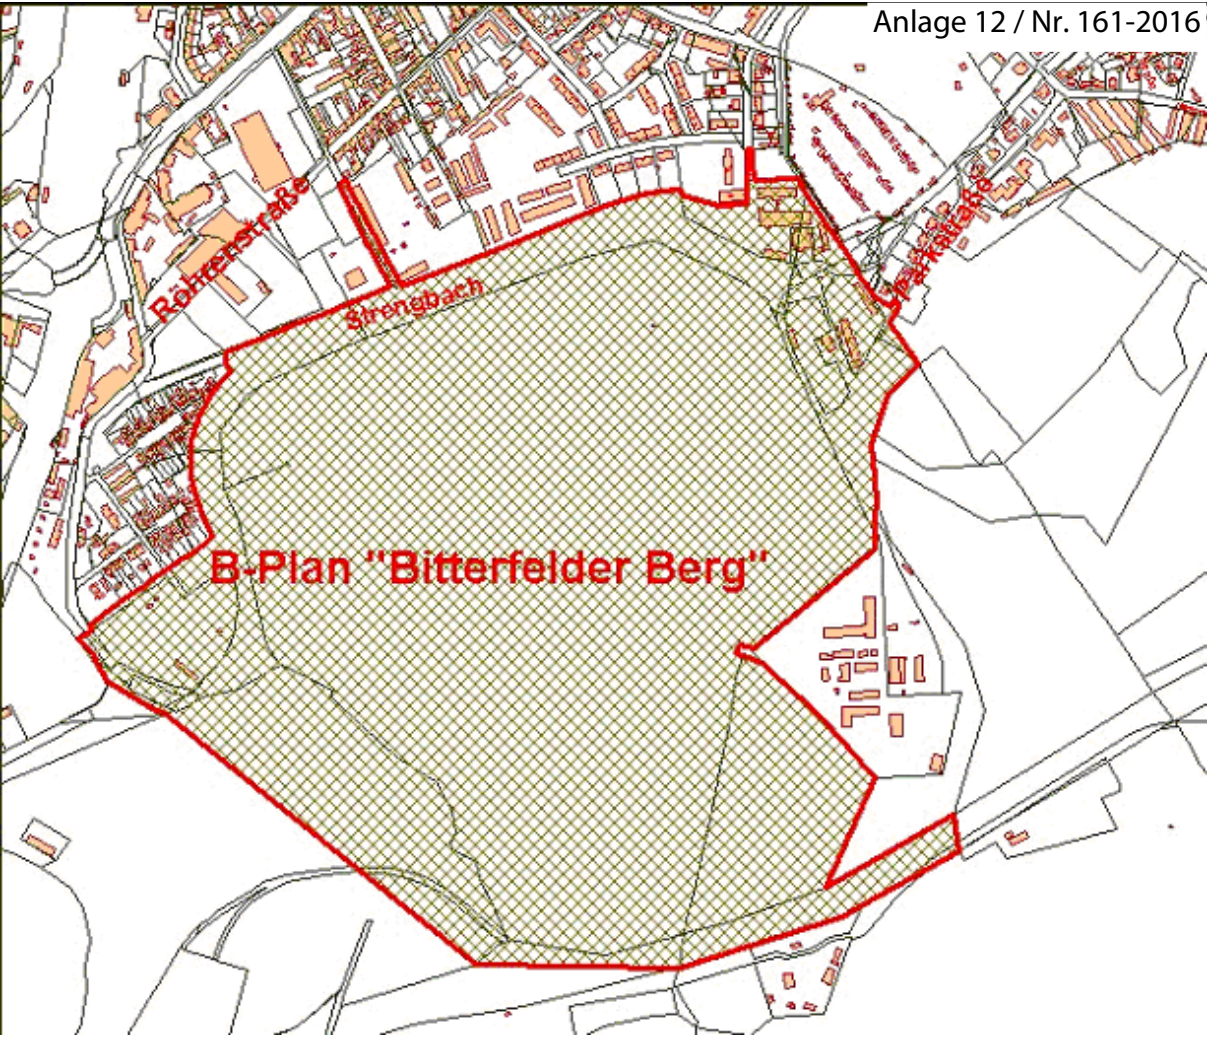 Anlage 12 / Nr. 161-2016
Röhrenstraße
Parkstraße
Strengbach
B-Plan "Bitterfelder Berg"